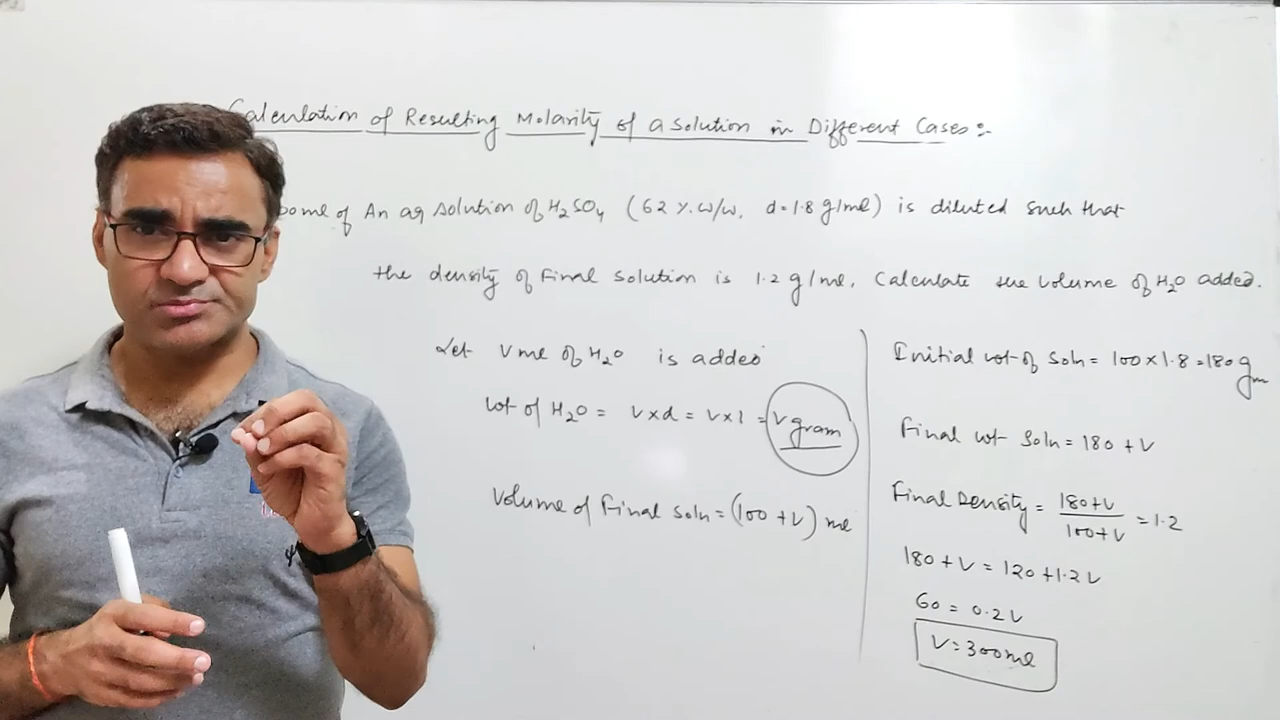 Calculation of Resulting Molarity of a Solution in Different Cases:-
of An aq solution of H₂SO₄ (62 %. w/w, d=1.8 g/ml) is diluted such that
the density of Final solution is 1.2 g/ml. Calculate the volume of H₂O added.
Let V ml of H₂O is added
wt of H₂O = V×d = V×1 = V gram
Volume of Final Soln = (100 + V) ml
Initial wt of Soln = 100×1.8=180 gm
Final wt Soln = 180 + V
Final Density = 180+V / 100+V = 1.2
180 + V = 120 + 1.2 V
60 = 0.2 V
V = 300 ml